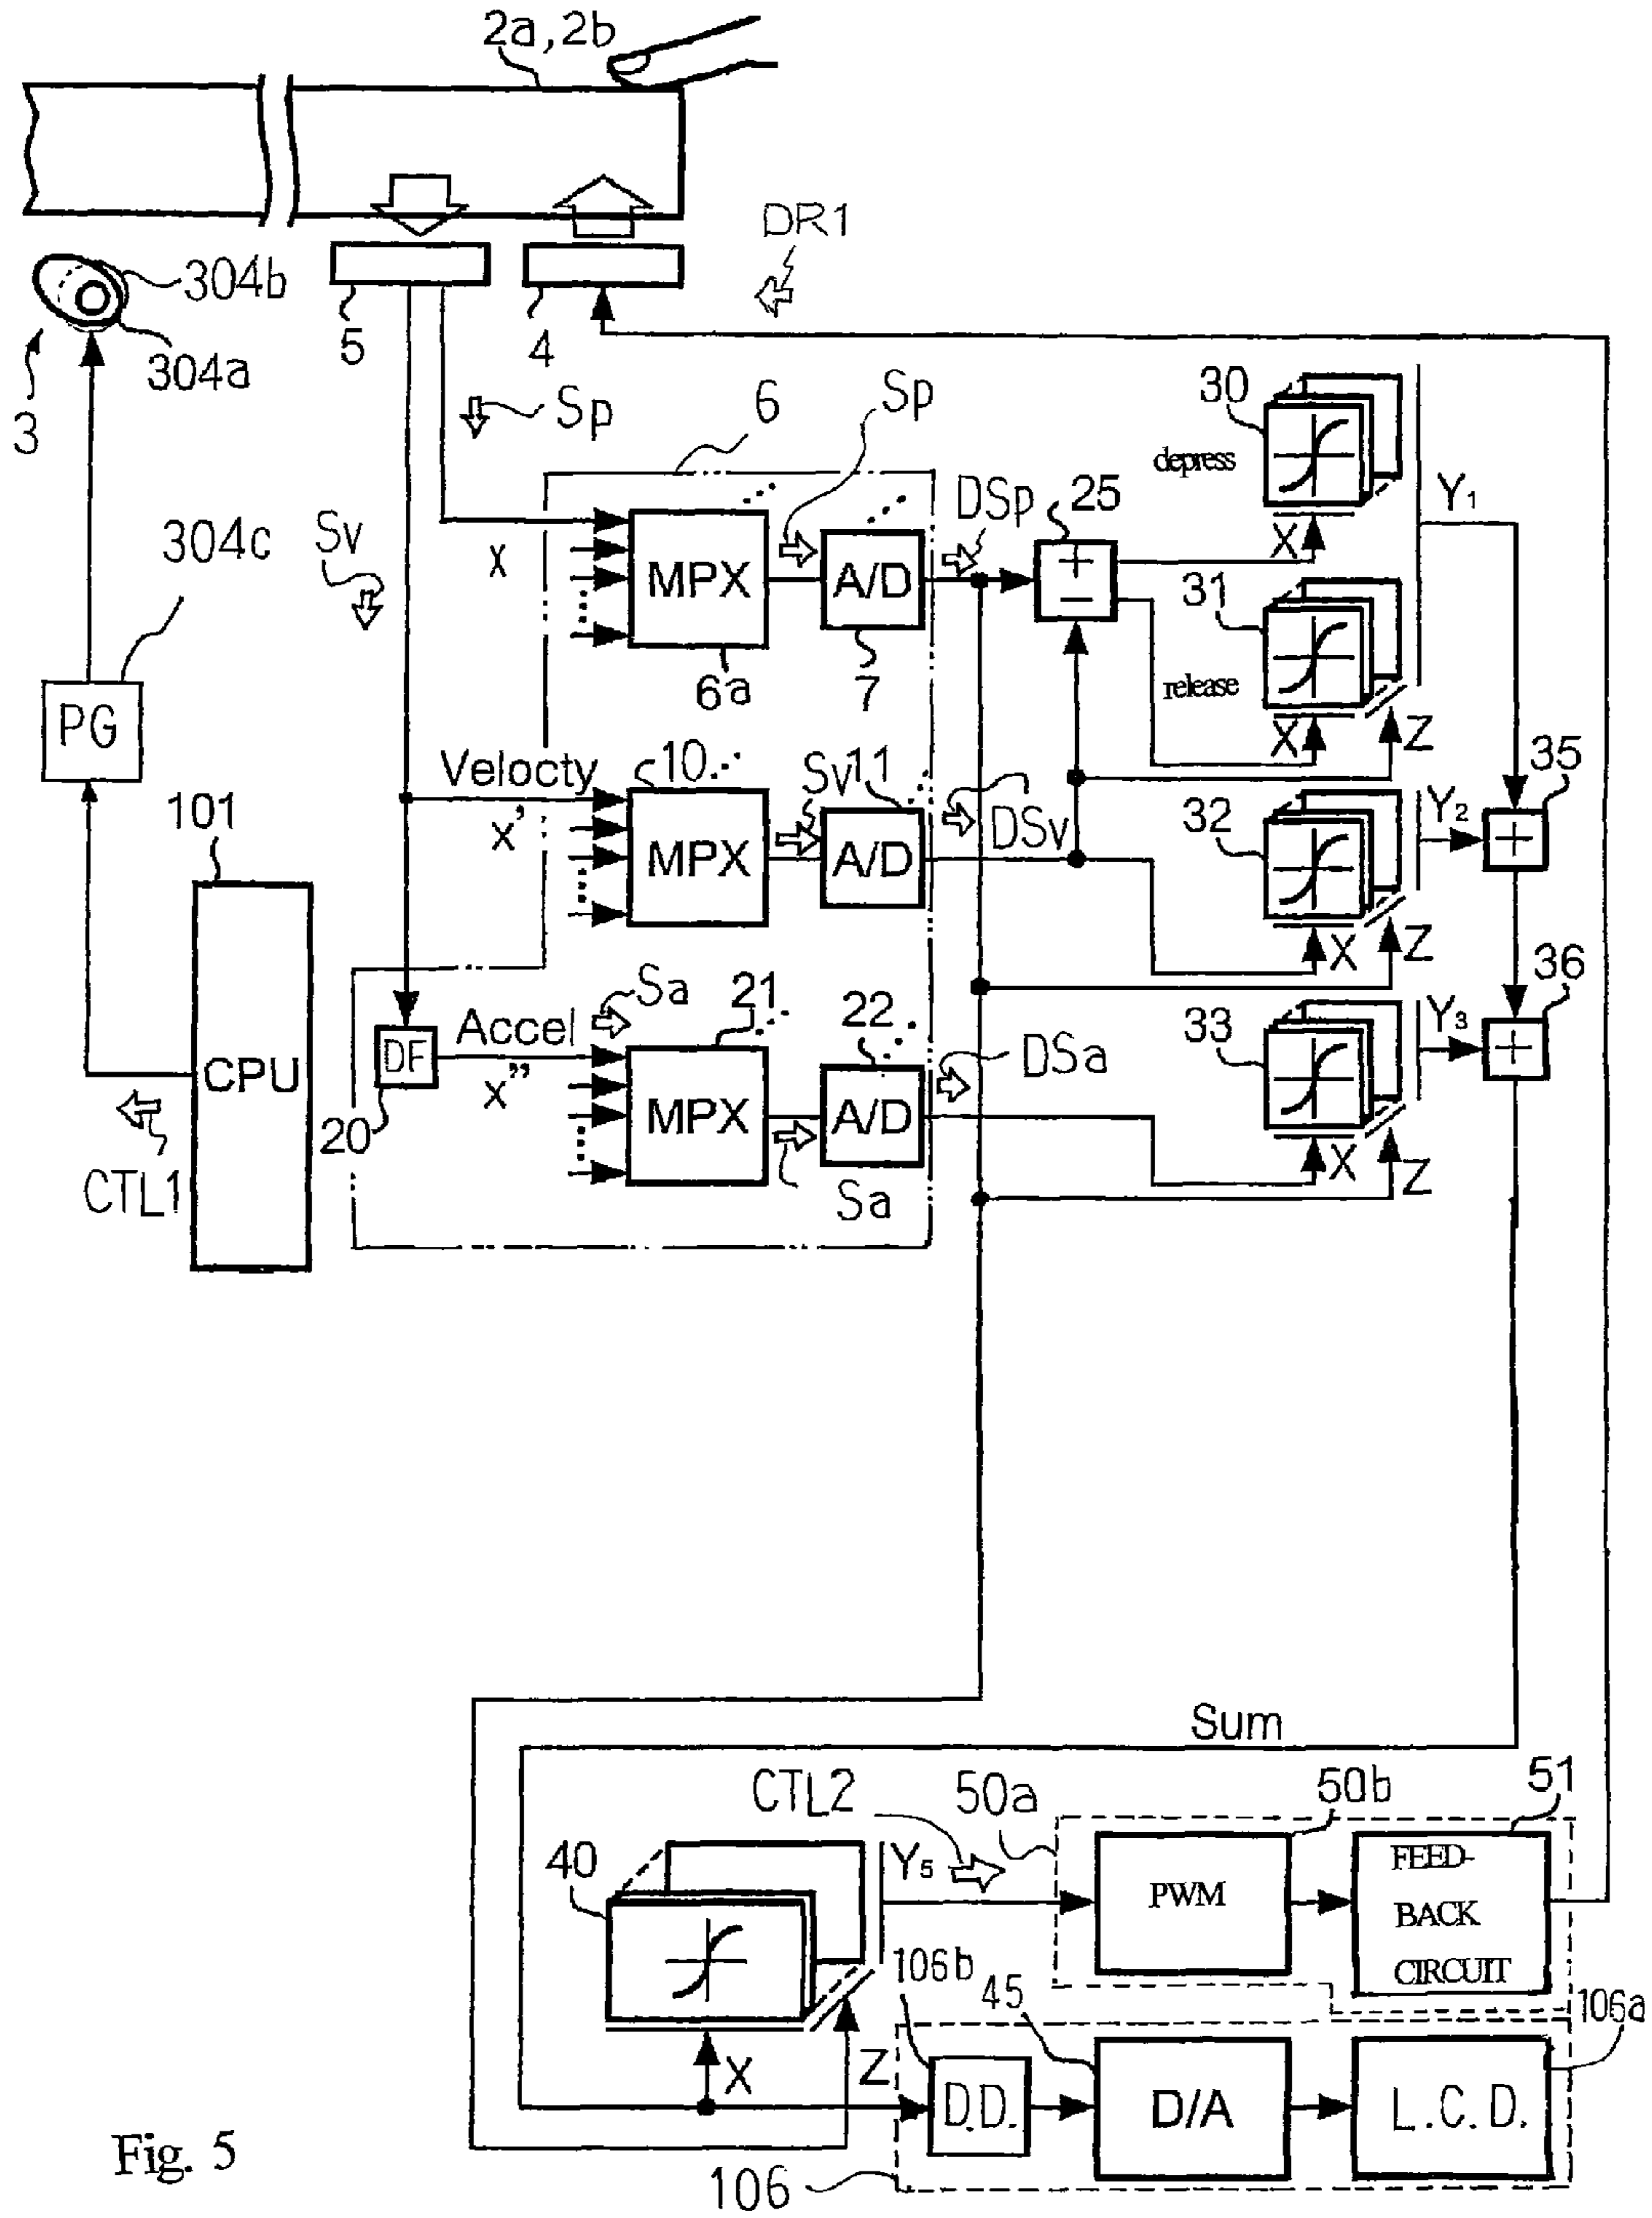 2a,2b
DR1
304b
304a
3
5
4
Sp
6
Sp
30
depress
DSp
25
Y₁
304c
Sv
X
X
MPX
A/D
+
−
31
6a
7
release
X
Z
PG
Velocty
x'
10
Sv
11
DSv
32
Y₂
35
101
MPX
A/D
+
X
Z
Sa
21
22
33
Y₃
36
Accel
x”
DF
DSa
+
CPU
20
MPX
A/D
CTL1
Sa
X
Z
Sum
CTL2
50a
50b
51
40
Y₅
PWM
FEED-
BACK
CIRCUIT
106b
45
106a
X
Z
D.D.
D/A
L.C.D.
Fig. 5
106